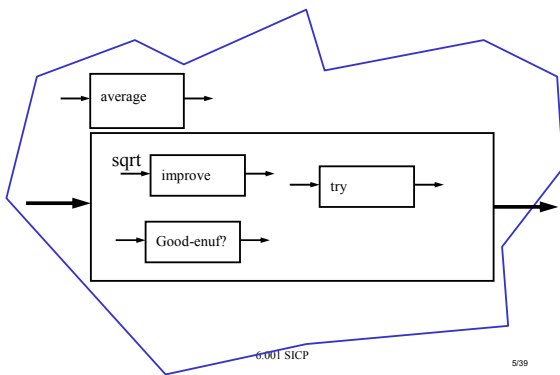 average
sqrt
improve
try
Good-enuf?
6.001 SICP
5/39